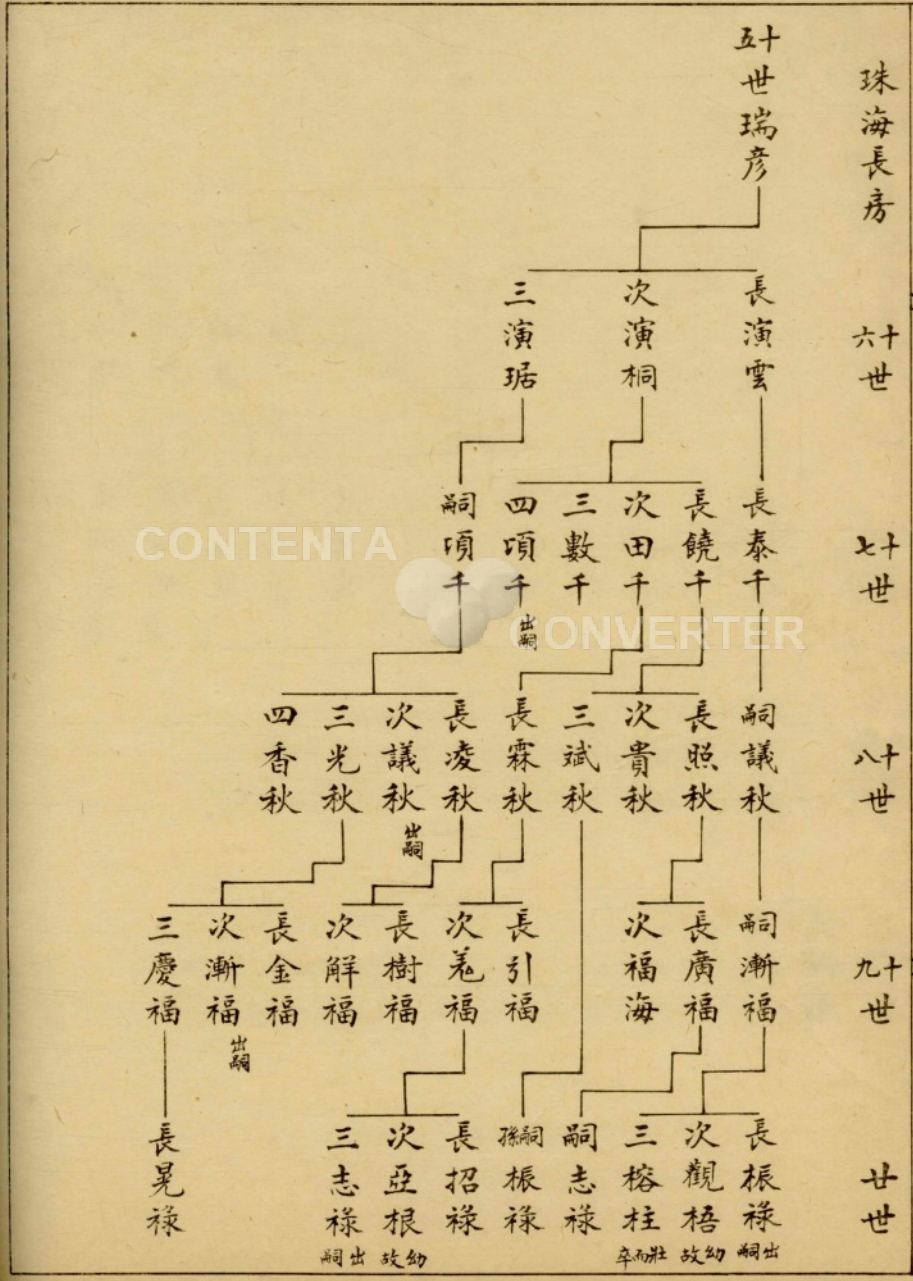 珠海長房
十五世瑞彥
十六世
長演雲
次演桐
三演琚
十七世
長泰千
長饒千
次田千
三數千
四項千 出嗣
嗣項千
十八世
嗣議秋
長照秋
次貴秋
三斌秋
長霖秋
長凌秋
次議秋 出嗣
三光秋
四香秋
十九世
嗣漸福
長廣福
次福海
長引福
次羗福
長樹福
次解福
長金福
次漸福 出嗣
三慶福
廿世
長桭祿 出嗣
次觀梧 幼故
三榕柱 壯而卒
嗣志祿
嗣孫桭祿
長招祿
次亞根 幼故
三志祿 出嗣
長晃祿
CONTENTA
CONVERTER